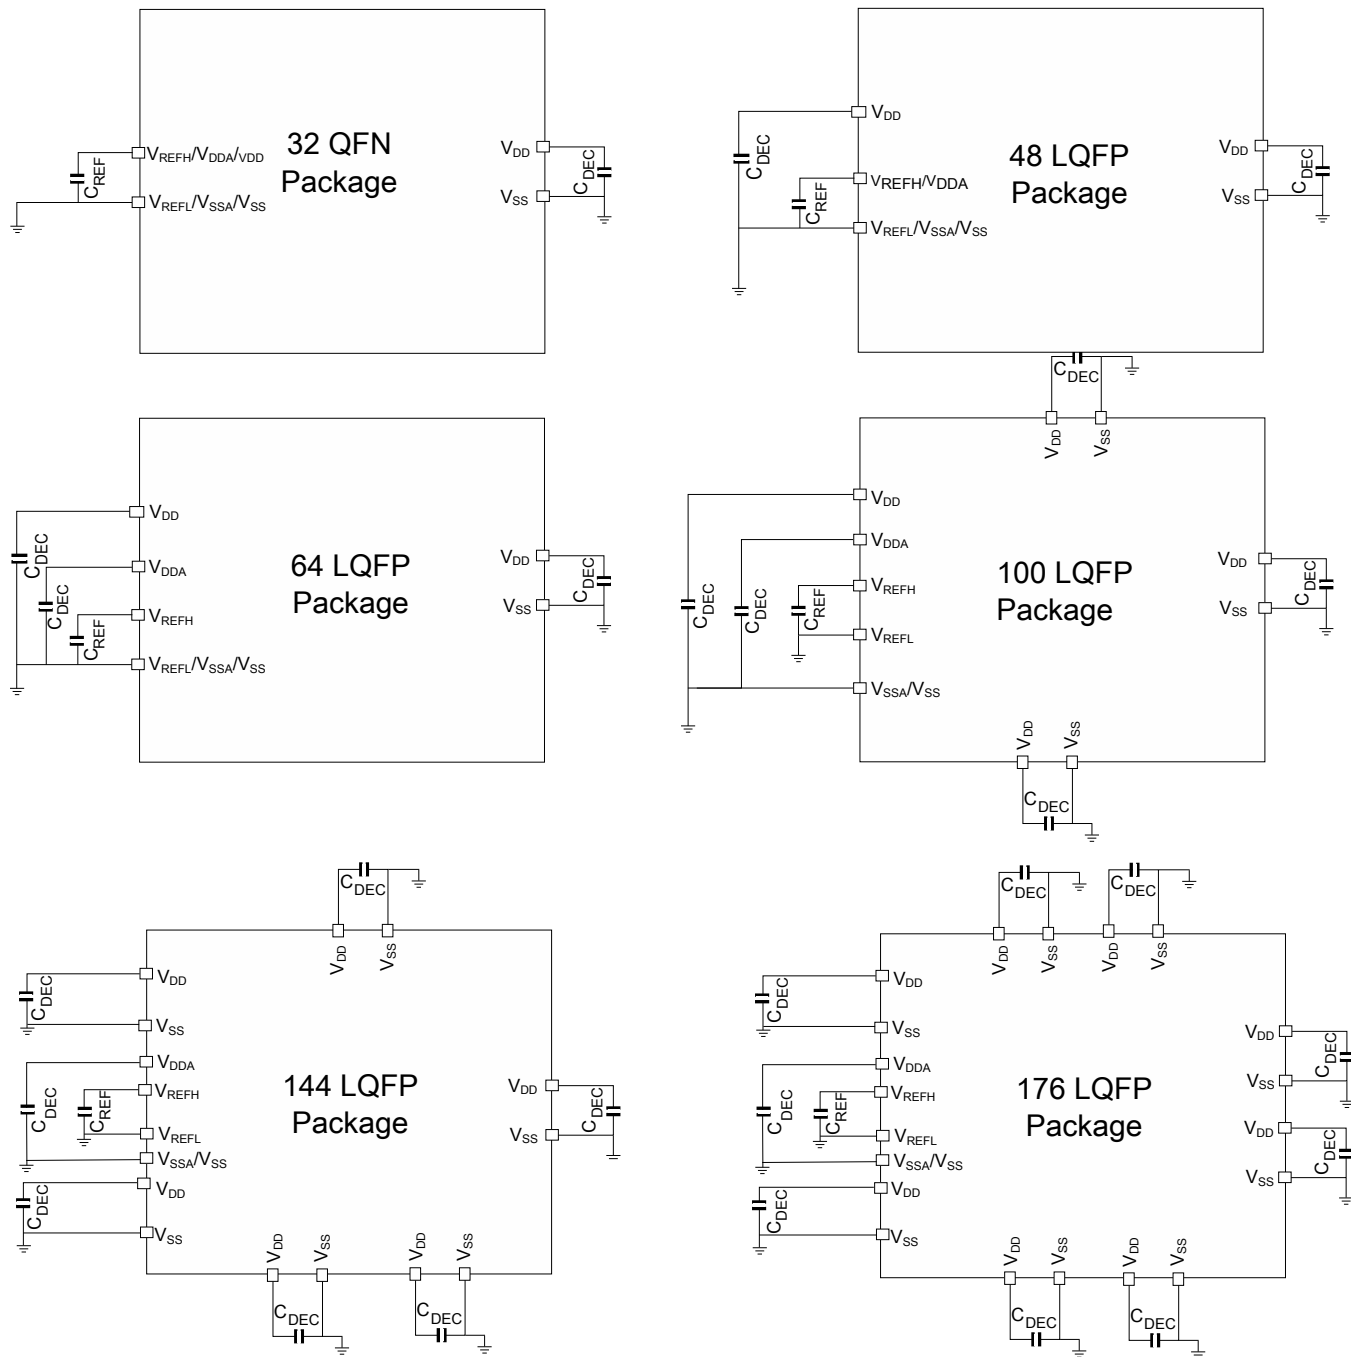 32 QFN
Package
VREFH/VDDA/VDD
CREF
VREFL/VSSA/VSS
VDD
CDEC
VSS
48 LQFP
Package
VDD
CDEC
VREFH/VDDA
CREF
VREFL/VSSA/VSS
VDD
CDEC
VSS
64 LQFP
Package
VDD
CDEC
VDDA
CDEC
VREFH
CREF
VREFL/VSSA/VSS
VDD
CDEC
VSS
CDEC
VDD
VSS
100 LQFP
Package
VDD
VDDA
VREFH
CDEC
CDEC
CREF
VREFL
VSSA/VSS
VDD
CDEC
VSS
VDD
VSS
CDEC
CDEC
VDD
VSS
144 LQFP
Package
VDD
CDEC
VSS
VDDA
CDEC
VREFH
CREF
VREFL
VSSA/VSS
VDD
CDEC
VSS
VDD
CDEC
VSS
VDD
VSS
VDD
VSS
CDEC
CDEC
CDEC
CDEC
VDD
VSS
VDD
VSS
176 LQFP
Package
VDD
CDEC
VSS
VDDA
CDEC
VREFH
CREF
VREFL
VSSA/VSS
VDD
CDEC
VSS
VDD
CDEC
VSS
VDD
CDEC
VSS
VDD
VSS
VDD
VSS
CDEC
CDEC